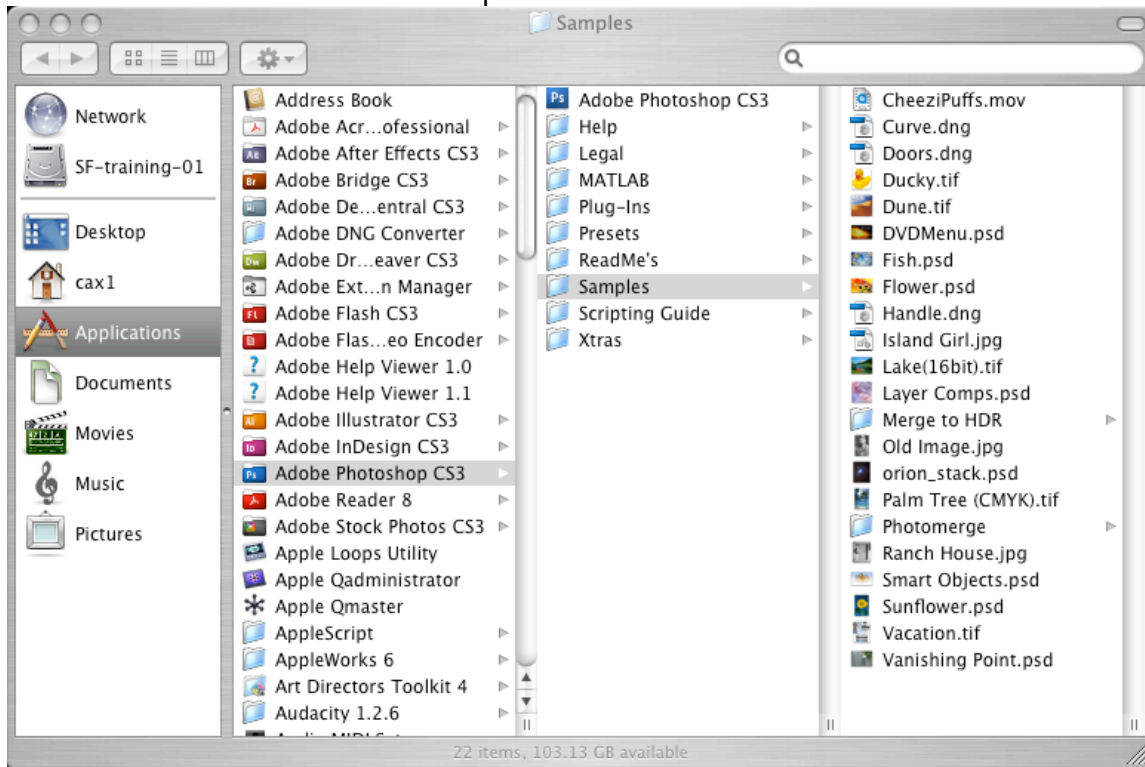 Samples
Network
SF-training-01
Desktop
cax1
Applications
Documents
Movies
Music
Pictures
Address Book
Adobe Acr...ofessional
Ae Adobe After Effects CS3
Br Adobe Bridge CS3
Adobe De...entral CS3
Adobe DNG Converter
Dw Adobe Dr...eaver CS3
Adobe Ext...n Manager
FL Adobe Flash CS3
Adobe Flas...eo Encoder
? Adobe Help Viewer 1.0
? Adobe Help Viewer 1.1
Ai Adobe Illustrator CS3
Id Adobe InDesign CS3
Ps Adobe Photoshop CS3
Adobe Reader 8
Adobe Stock Photos CS3
Apple Loops Utility
Apple Qadministrator
Apple Qmaster
AppleScript
AppleWorks 6
Art Directors Toolkit 4
Audacity 1.2.6
Ps Adobe Photoshop CS3
Help
Legal
MATLAB
Plug-Ins
Presets
ReadMe's
Samples
Scripting Guide
Xtras
CheeziPuffs.mov
Curve.dng
Doors.dng
Ducky.tif
Dune.tif
DVDMenu.psd
Fish.psd
Flower.psd
Handle.dng
Island Girl.jpg
Lake(16bit).tif
Layer Comps.psd
Merge to HDR
Old Image.jpg
orion_stack.psd
Palm Tree (CMYK).tif
Photomerge
Ranch House.jpg
Smart Objects.psd
Sunflower.psd
Vacation.tif
Vanishing Point.psd
22 items, 103.13 GB available